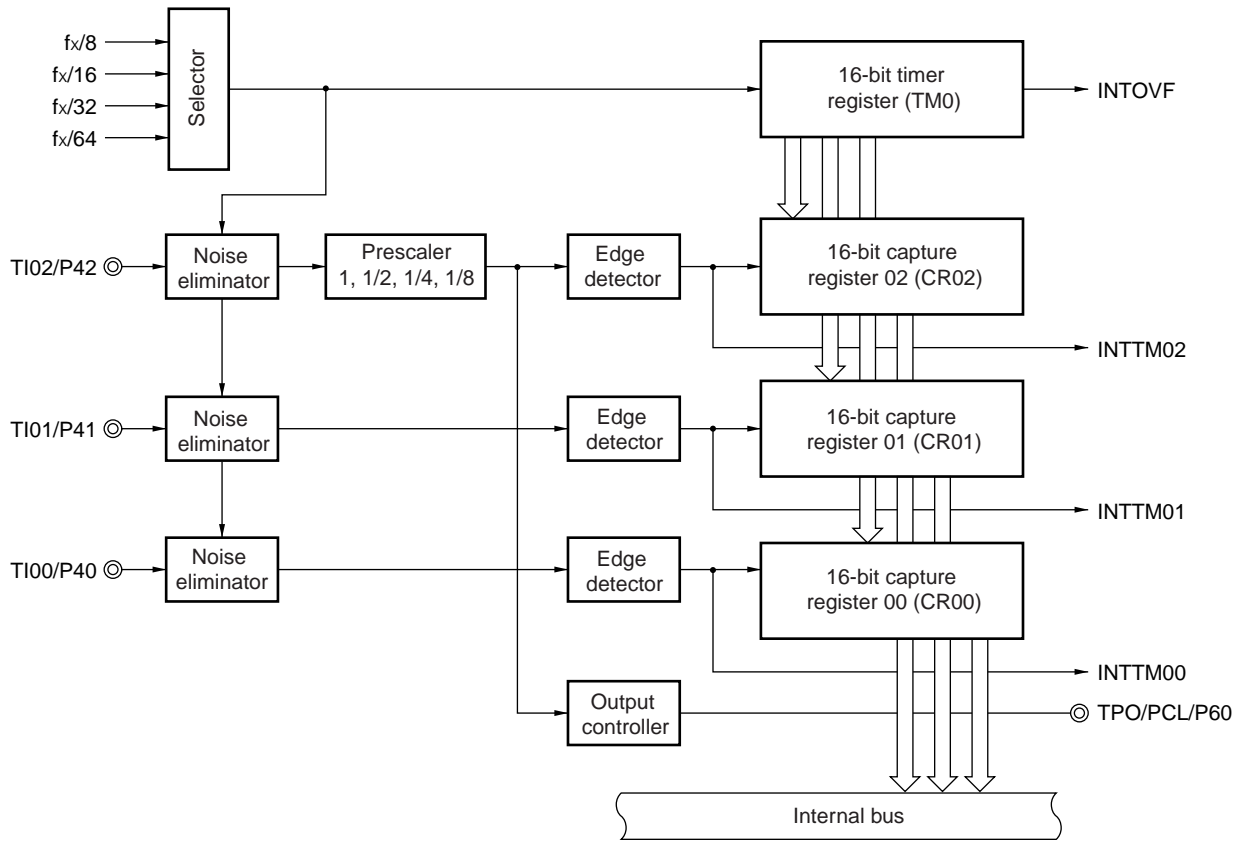 fX/8
fX/16
fX/32
fX/64
Selector
16-bit timer
register (TM0)
INTOVF
TI02/P42
Noise
eliminator
Prescaler
1, 1/2, 1/4, 1/8
Edge
detector
16-bit capture
register 02 (CR02)
INTTM02
TI01/P41
Noise
eliminator
Edge
detector
16-bit capture
register 01 (CR01)
INTTM01
TI00/P40
Noise
eliminator
Edge
detector
16-bit capture
register 00 (CR00)
INTTM00
Output
controller
TPO/PCL/P60
Internal bus